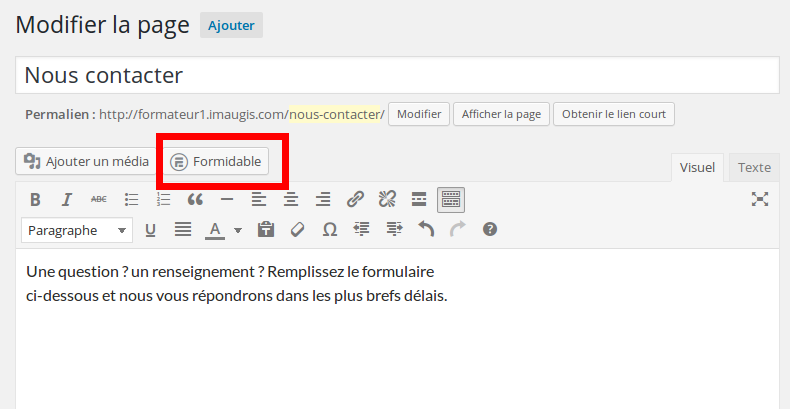 Modifier la page Ajouter
Nous contacter
Permalien : http://formateur1.imaugis.com/nous-contacter/ Modifier Afficher la page Obtenir le lien court
Ajouter un média Formidable Visuel Texte
B I ABC
Paragraphe U A T Ω ?
Une question ? un renseignement ? Remplissez le formulaire
ci-dessous et nous vous répondrons dans les plus brefs délais.